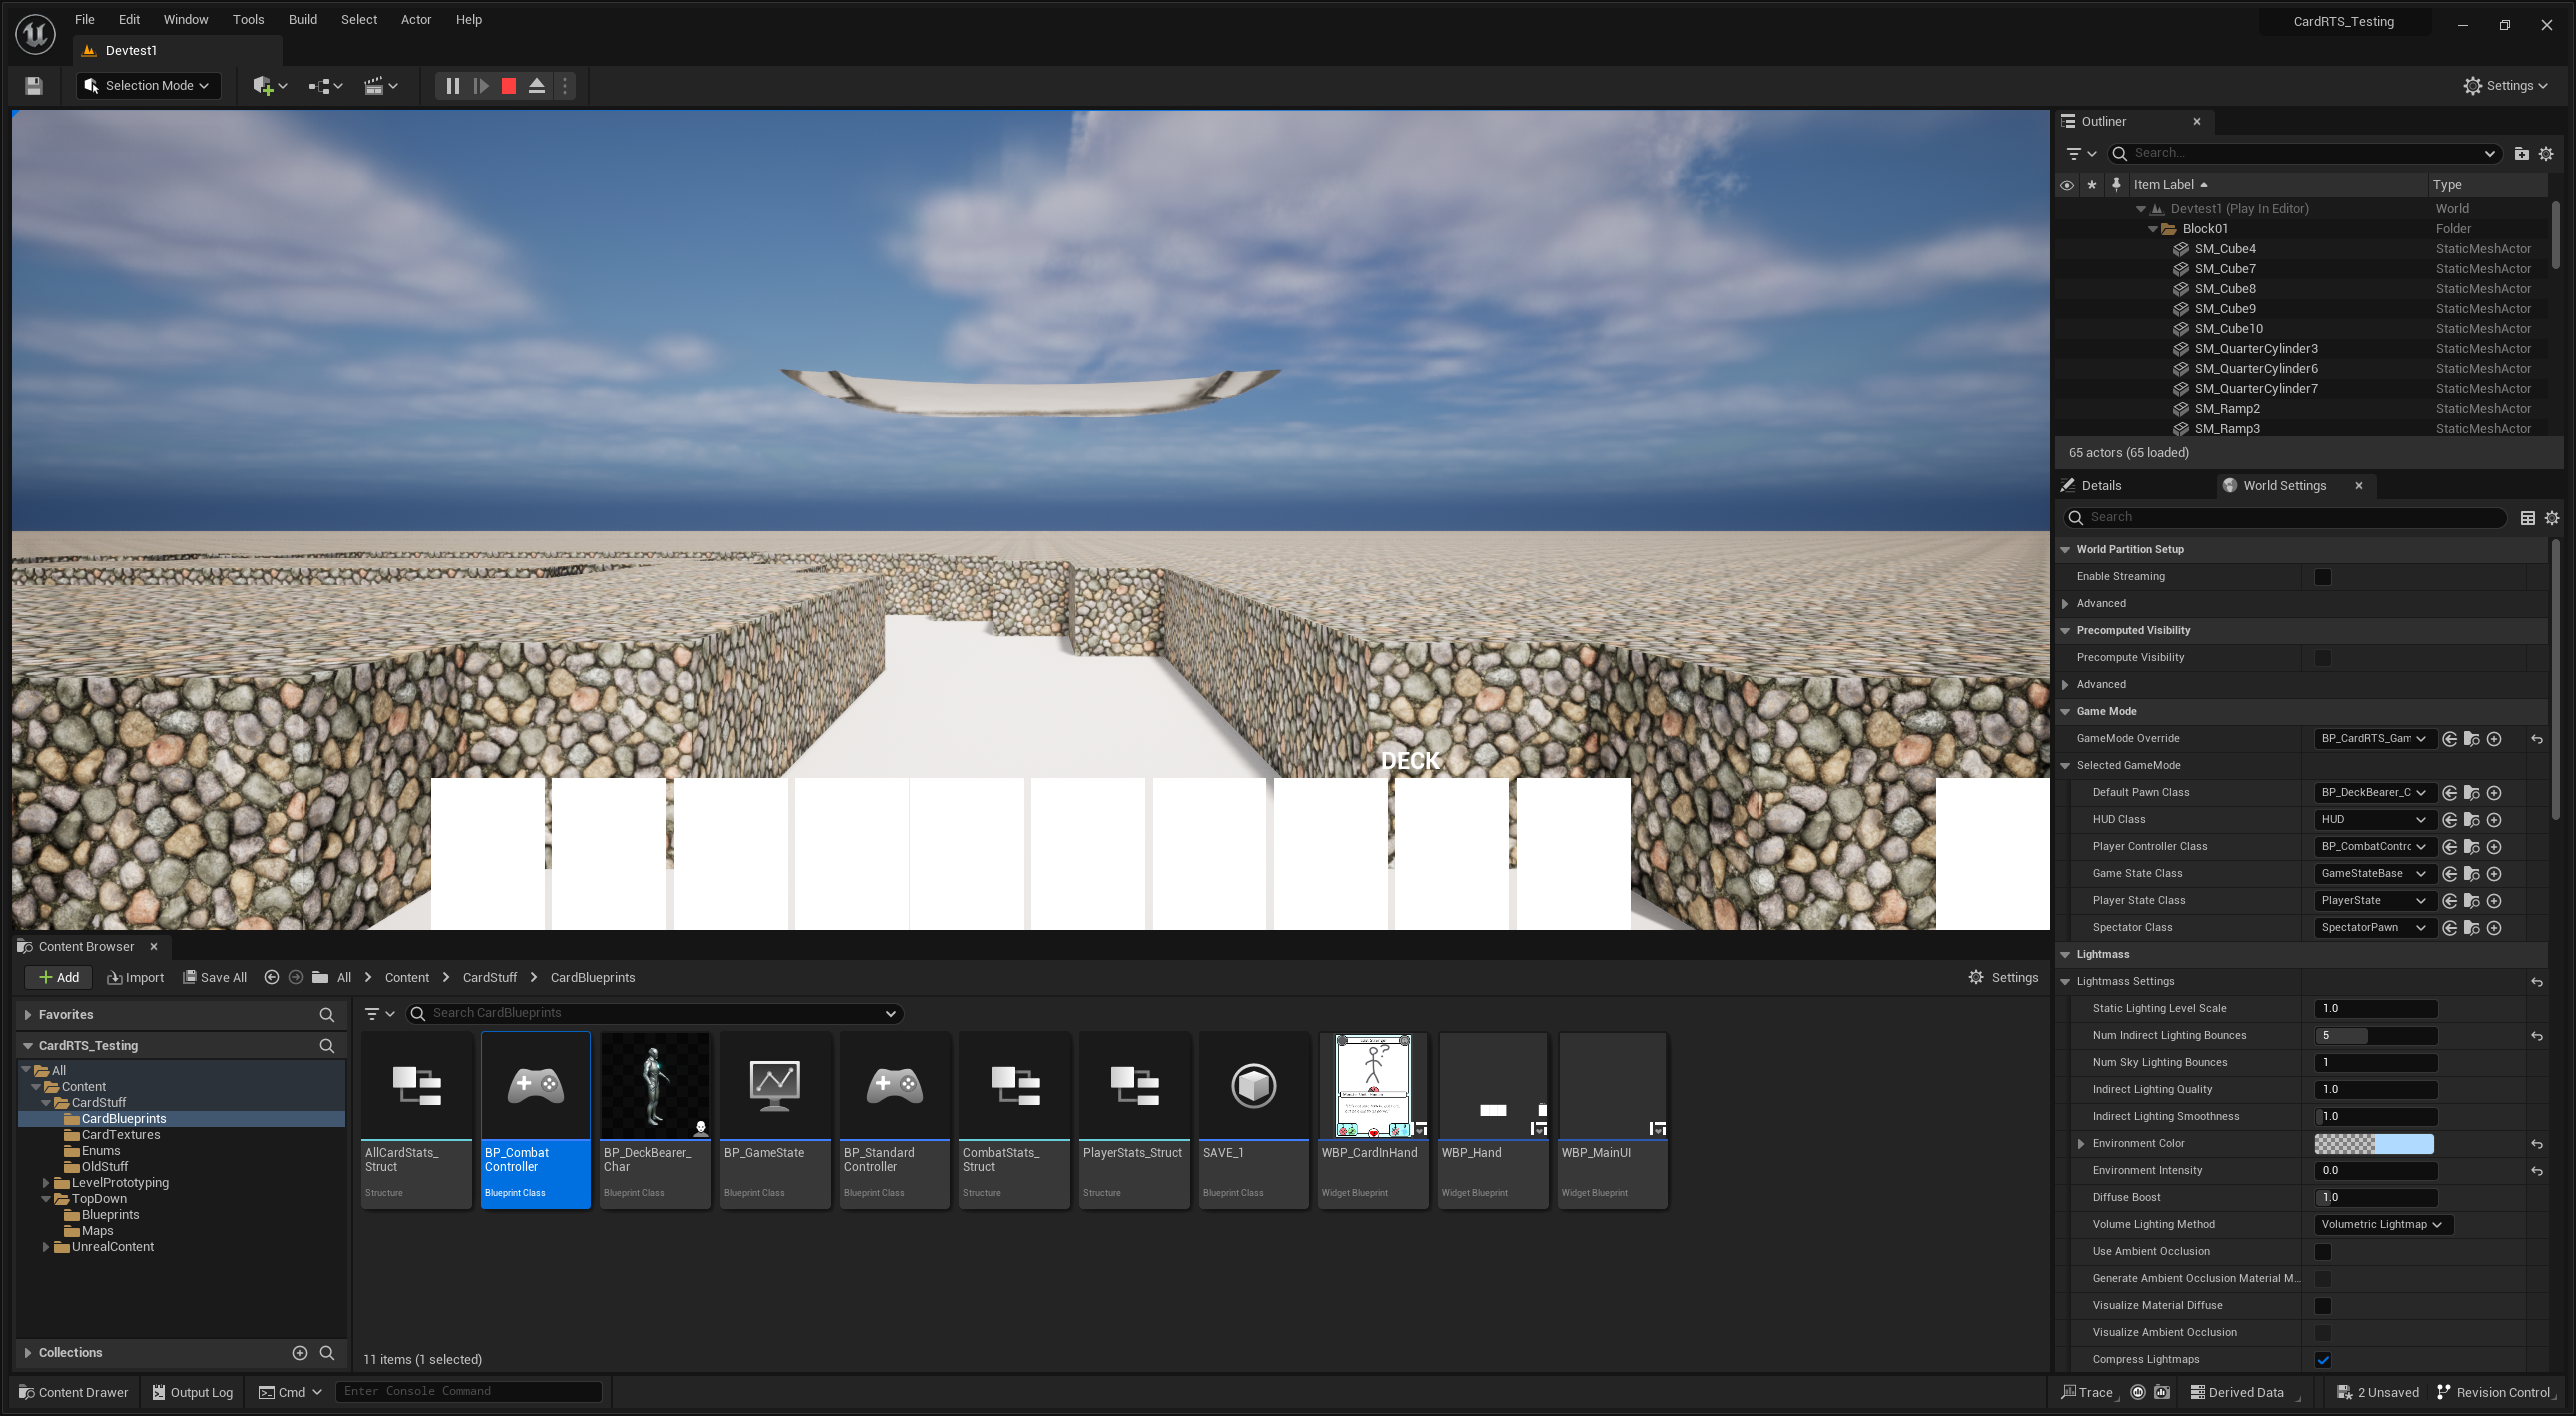 File Edit Window Tools Build Select Actor Help
CardRTS_Testing
Devtest1
Selection Mode
Settings
Outliner
Search...
Item Label Type
Devtest1 (Play In Editor) World
Block01 Folder
SM_Cube4 StaticMeshActor
SM_Cube7 StaticMeshActor
SM_Cube8 StaticMeshActor
SM_Cube9 StaticMeshActor
SM_Cube10 StaticMeshActor
SM_QuarterCylinder3 StaticMeshActor
SM_QuarterCylinder6 StaticMeshActor
SM_QuarterCylinder7 StaticMeshActor
SM_Ramp2 StaticMeshActor
SM_Ramp3 StaticMeshActor
65 actors (65 loaded)
Details World Settings
Search
World Partition Setup
Enable Streaming
Advanced
Precomputed Visibility
Precompute Visibility
Advanced
Game Mode
GameMode Override BP_CardRTS_Gam
Selected GameMode
Default Pawn Class BP_DeckBearer_C
HUD Class HUD
Player Controller Class BP_CombatContro
Game State Class GameStateBase
Player State Class PlayerState
Spectator Class SpectatorPawn
Lightmass
Lightmass Settings
Static Lighting Level Scale 1.0
Num Indirect Lighting Bounces 5
Num Sky Lighting Bounces 1
Indirect Lighting Quality 1.0
Indirect Lighting Smoothness 1.0
Environment Color
Environment Intensity 0.0
Diffuse Boost 1.0
Volume Lighting Method Volumetric Lightmap
Use Ambient Occlusion
Generate Ambient Occlusion Material M...
Visualize Material Diffuse
Visualize Ambient Occlusion
Compress Lightmaps
DECK
Content Browser
Add Import Save All All Content CardStuff CardBlueprints Settings
Favorites
Search CardBlueprints
CardRTS_Testing
All
Content
CardStuff
CardBlueprints
CardTextures
Enums
OldStuff
LevelPrototyping
TopDown
Blueprints
Maps
UnrealContent
Collections
AllCardStats_
Struct
Structure
BP_Combat
Controller
Blueprint Class
BP_DeckBearer_
Char
Blueprint Class
BP_GameState
Blueprint Class
BP_Standard
Controller
Blueprint Class
CombatStats_
Struct
Structure
PlayerStats_Struct
Structure
SAVE_1
Blueprint Class
WBP_CardInHand
Widget Blueprint
WBP_Hand
Widget Blueprint
WBP_MainUI
Widget Blueprint
11 items (1 selected)
Content Drawer Output Log Cmd Enter Console Command
Trace Derived Data 2 Unsaved Revision Control